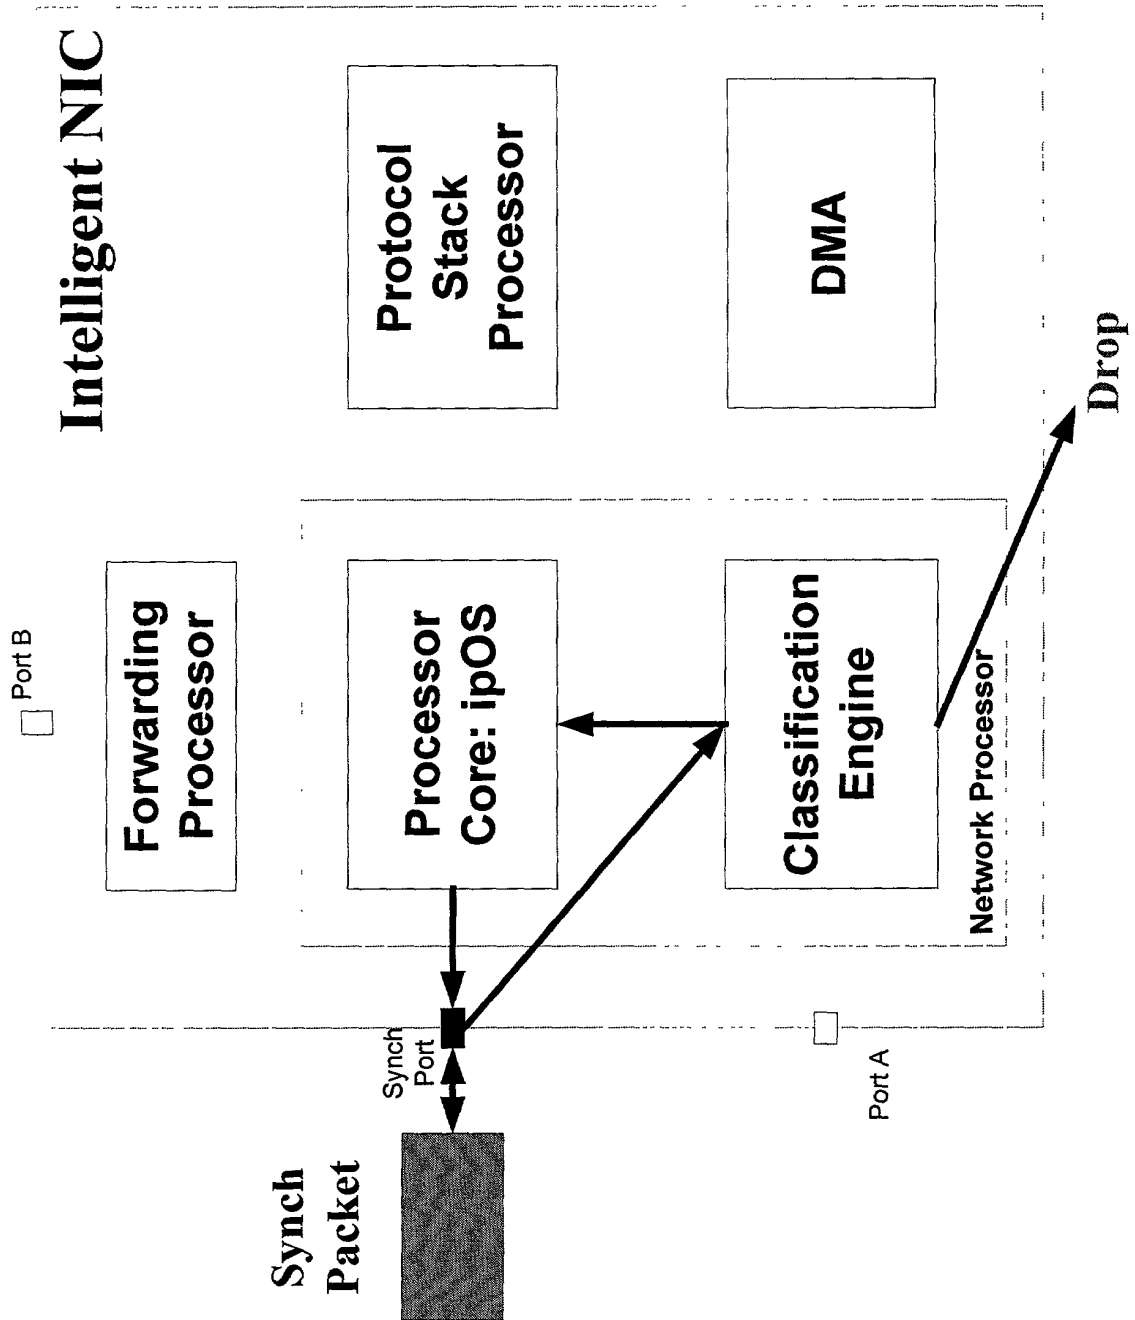 Intelligent NIC
Port B
Forwarding
Processor
Protocol
Stack
Processor
Processor
Core: ipOS
Synch
Port
Synch
Packet
Classification
Engine
DMA
Network Processor
Port A
Drop